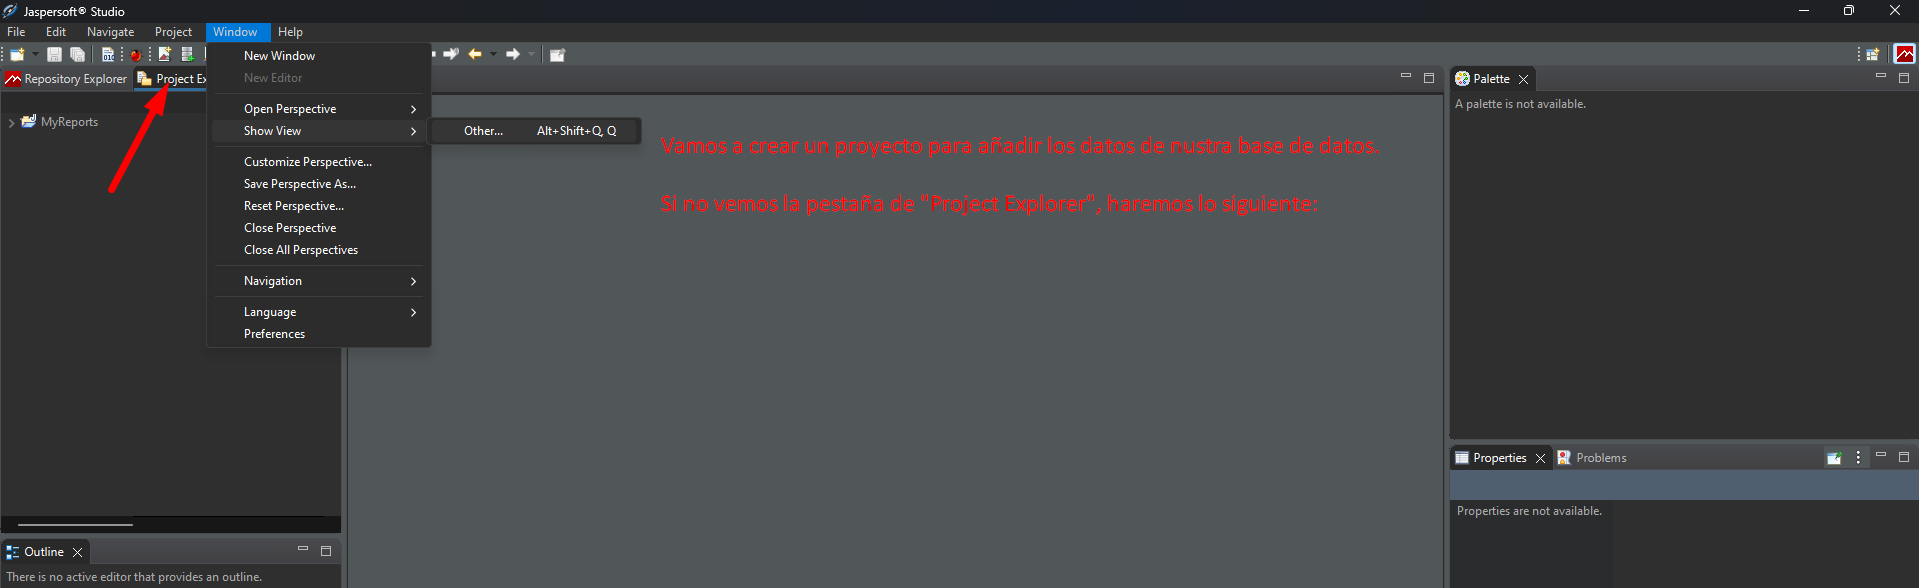 Jaspersoft® Studio
File Edit Navigate Project Window Help
Repository Explorer
Project Ex
MyReports
New Window
New Editor
Open Perspective
Show View
Customize Perspective...
Save Perspective As...
Reset Perspective...
Close Perspective
Close All Perspectives
Navigation
Language
Preferences
Other... Alt+Shift+Q, Q
Vamos a crear un proyecto para añadir los datos de nustra base de datos.
Si no vemos la pestaña de "Project Explorer", haremos lo siguiente:
Palette
A palette is not available.
Properties
Problems
Properties are not available.
Outline
There is no active editor that provides an outline.